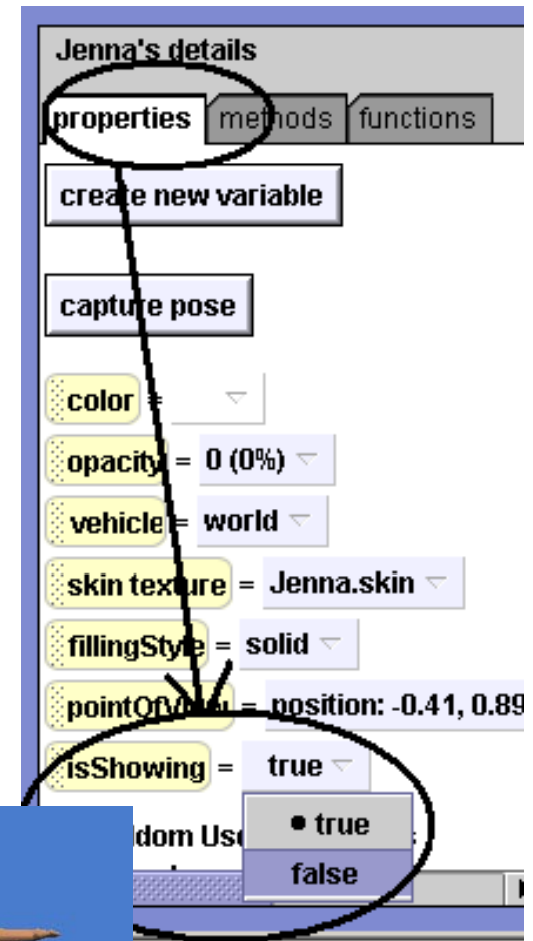 Jenna's details
properties methods functions
create new variable
capture pose
color =
opacity = 0 (0%)
vehicle = world
skin texture = Jenna.skin
fillingStyle = solid
pointOfView = position: -0.41, 0.89
isShowing = true
• true
false